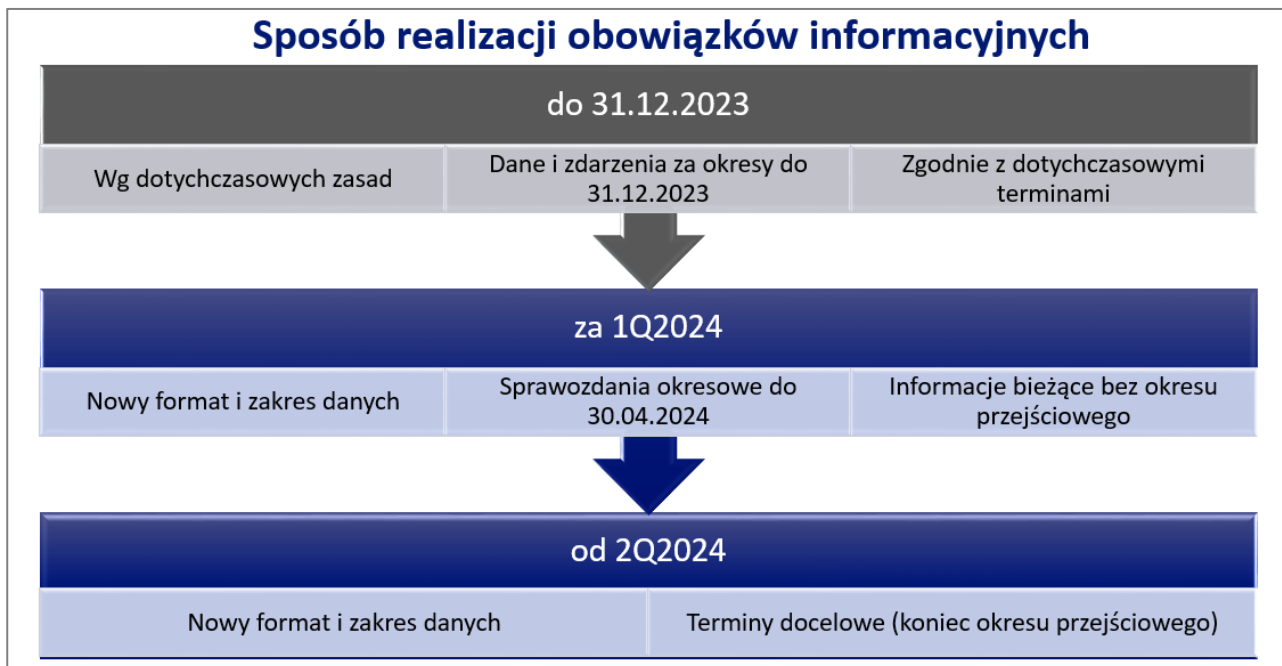 Sposób realizacji obowiązków informacyjnych
do 31.12.2023
Wg dotychczasowych zasad
Dane i zdarzenia za okresy do
31.12.2023
Zgodnie z dotychczasowymi
terminami
za 1Q2024
Nowy format i zakres danych
Sprawozdania okresowe do
30.04.2024
Informacje bieżące bez okresu
przejściowego
od 2Q2024
Nowy format i zakres danych
Terminy docelowe (koniec okresu przejściowego)